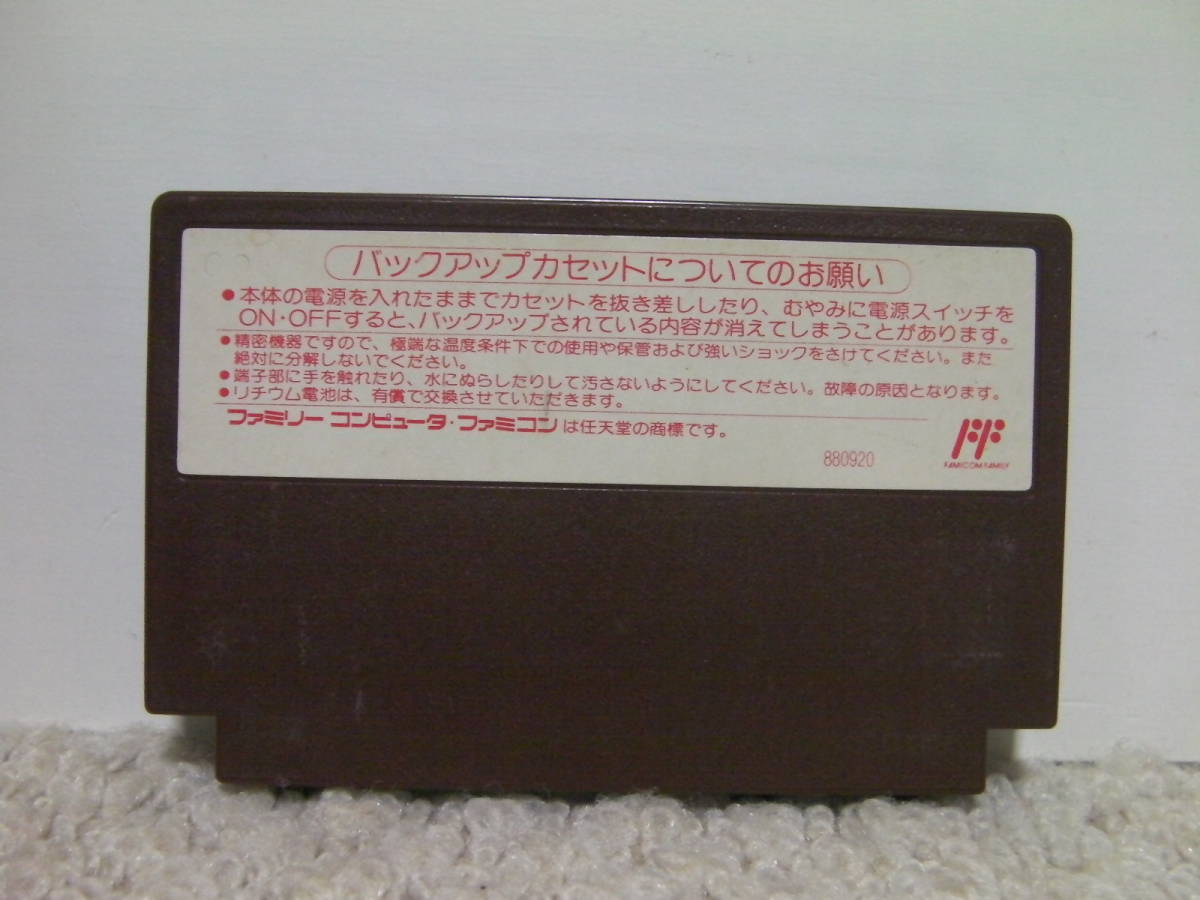 バックアップカセットについてのお願い
●本体の電源を入れたままでカセットを抜き差ししたり、むやみに電源スイッチを
ON・OFFすると、バックアップされている内容が消えてしまうことがあります。
●精密機器ですので、極端な温度条件下での使用や保管および強いショックをさけてください。また
絶対に分解しないでください。
●端子部に手を触れたり、水にぬらしたりして汚さないようにしてください。故障の原因となります。
●リチウム電池は、有償で交換させていただきます。
ファミリーコンピュータ・ファミコンは任天堂の商標です。
FAMICOM FAMILY
880920